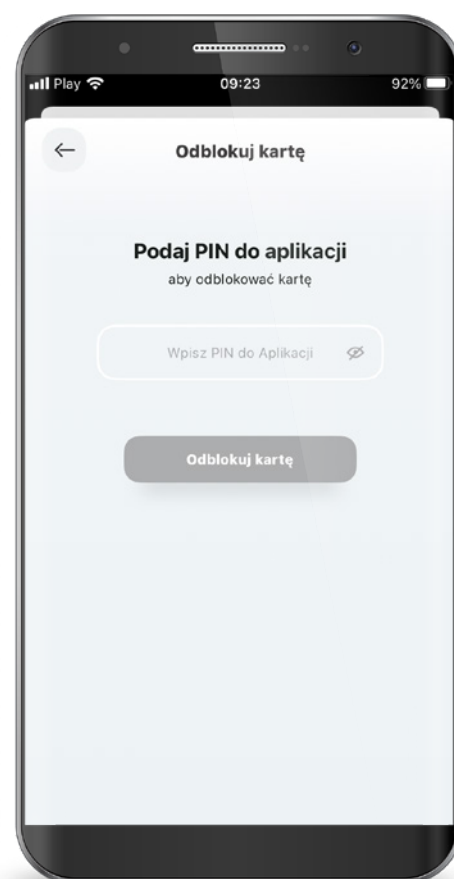 Play 09:23 92%
Odblokuj kartę
Podaj PIN do aplikacji
aby odblokować kartę
Wpisz PIN do Aplikacji
Odblokuj kartę